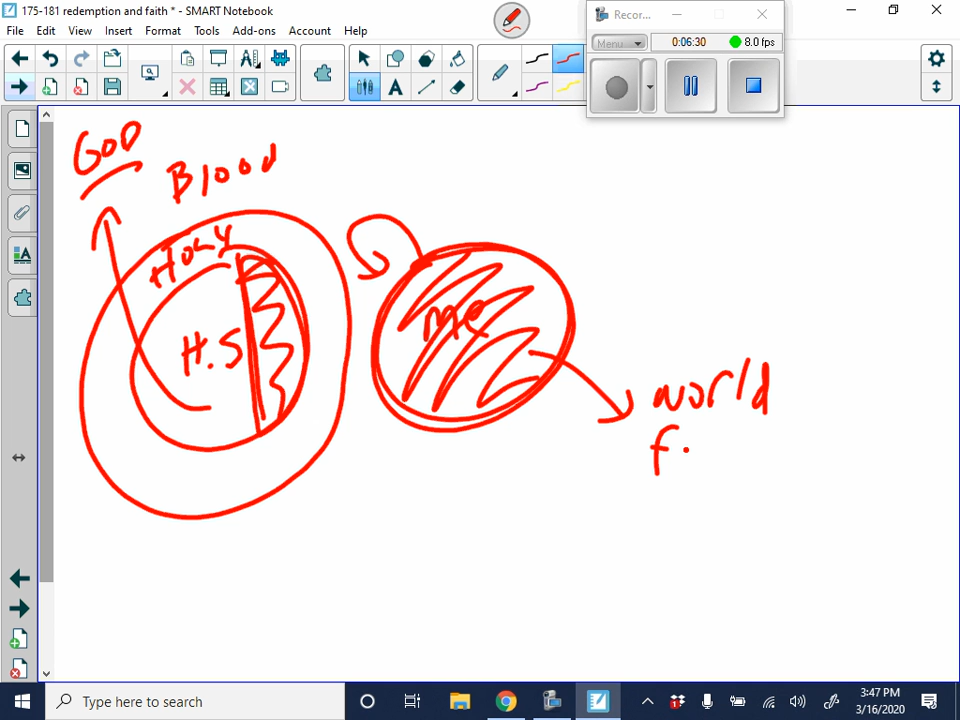 175-181 redemption and faith * - SMART Notebook
File Edit View Insert Format Tools Add-ons Account Help
Recor...
Menu
0:06:30
8.0 fps
GOD
Blood
HOLY
H.S
me
world
f.
Type here to search
3:47 PM
3/16/2020